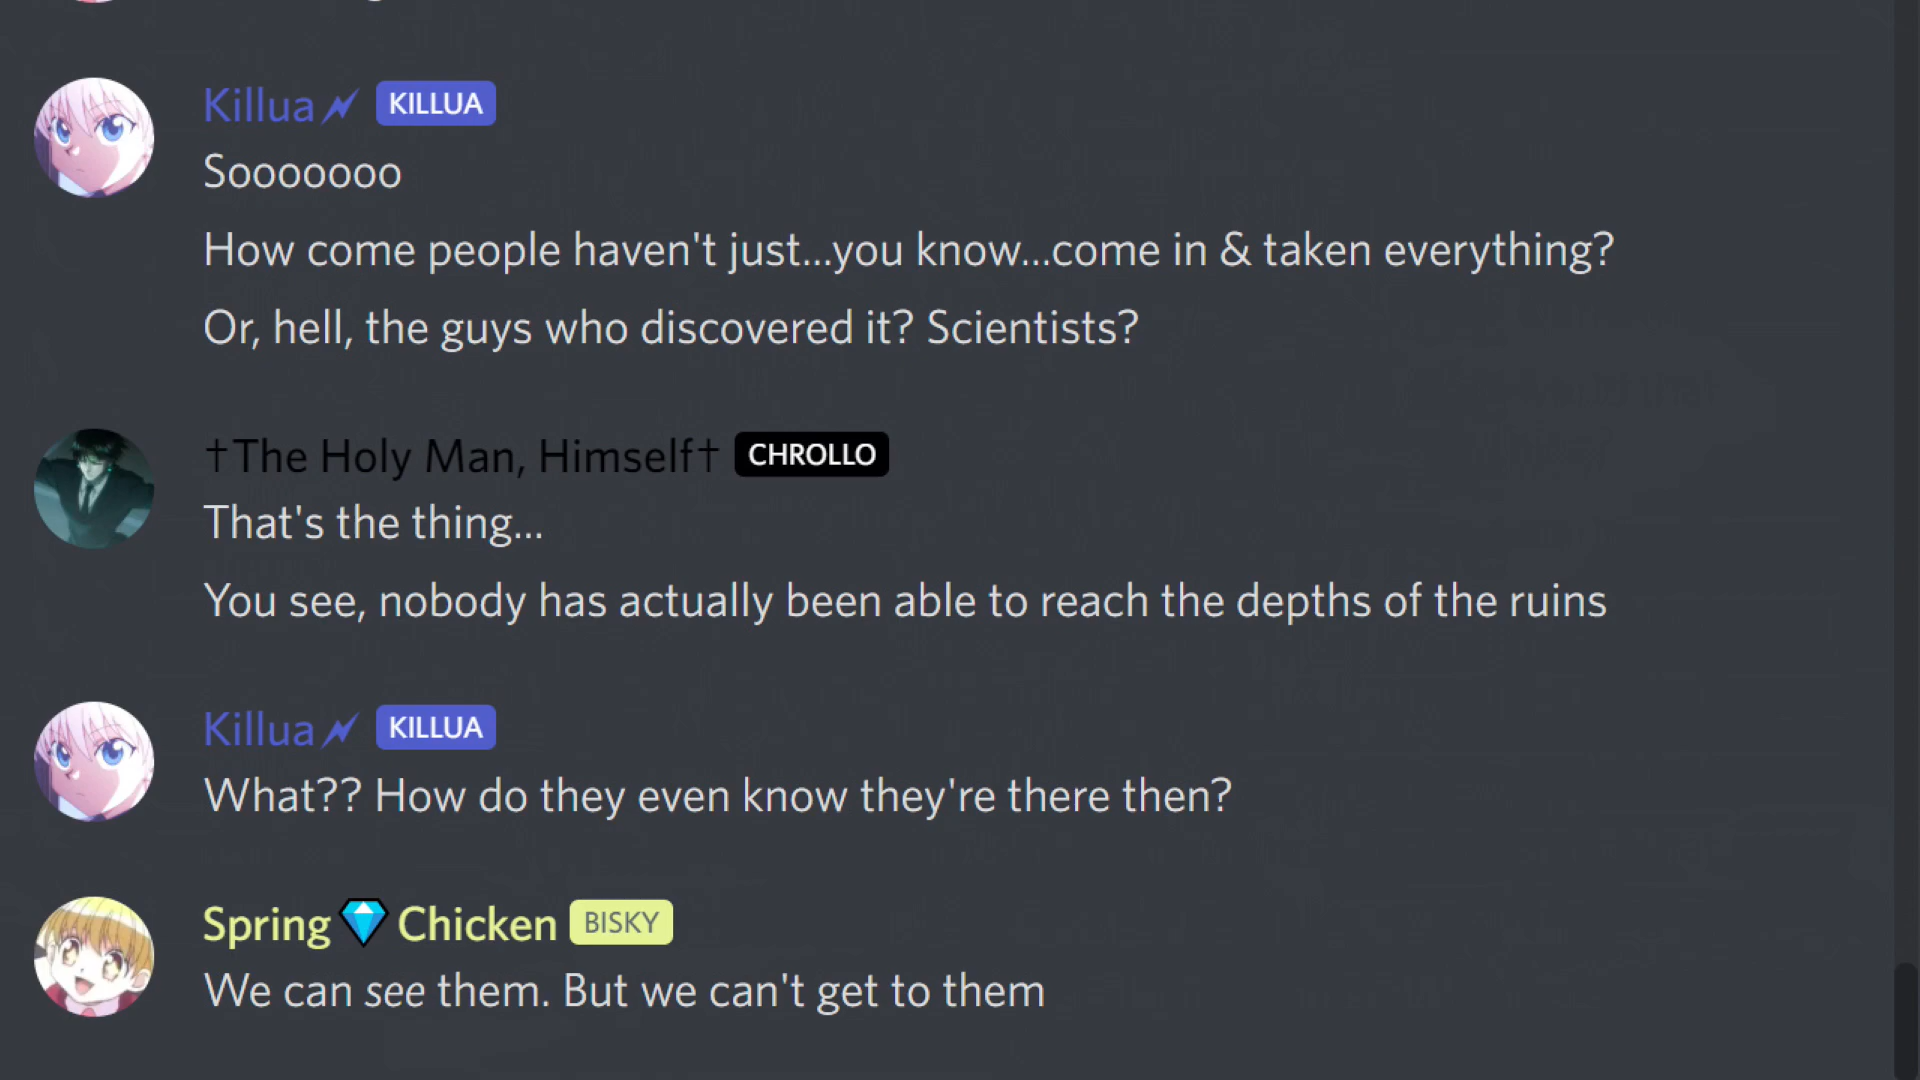 Killua KILLUA
Sooooooo
How come people haven't just...you know...come in & taken everything?
Or, hell, the guys who discovered it? Scientists?
†The Holy Man, Himself† CHROLLO
That's the thing...
You see, nobody has actually been able to reach the depths of the ruins
Killua KILLUA
What?? How do they even know they're there then?
Spring💎Chicken BISKY
We can see them. But we can't get to them